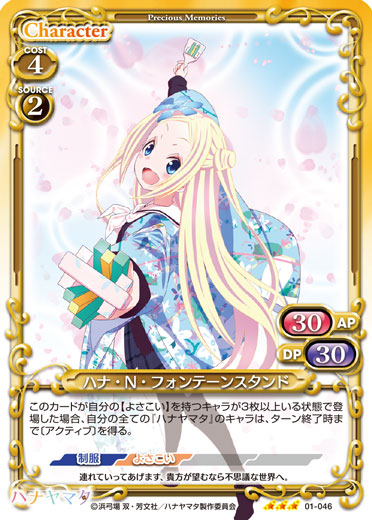 Precious Memories
Character
COST
4
SOURCE
2
30 AP
DP 30
ハナ・N・フォンテーンスタンド
このカードが自分の【よさこい】を持つキャラが3枚以上いる状態で登
場した場合、自分の全ての『ハナヤマタ』のキャラは、ターン終了時ま
で〔アクティブ〕を得る。
制服 よさこい
連れていってあげます、貴方が望むなら不思議な世界へ。
ハナヤマタ
01-046
©浜弓場 双・芳文社／ハナヤマタ製作委員会